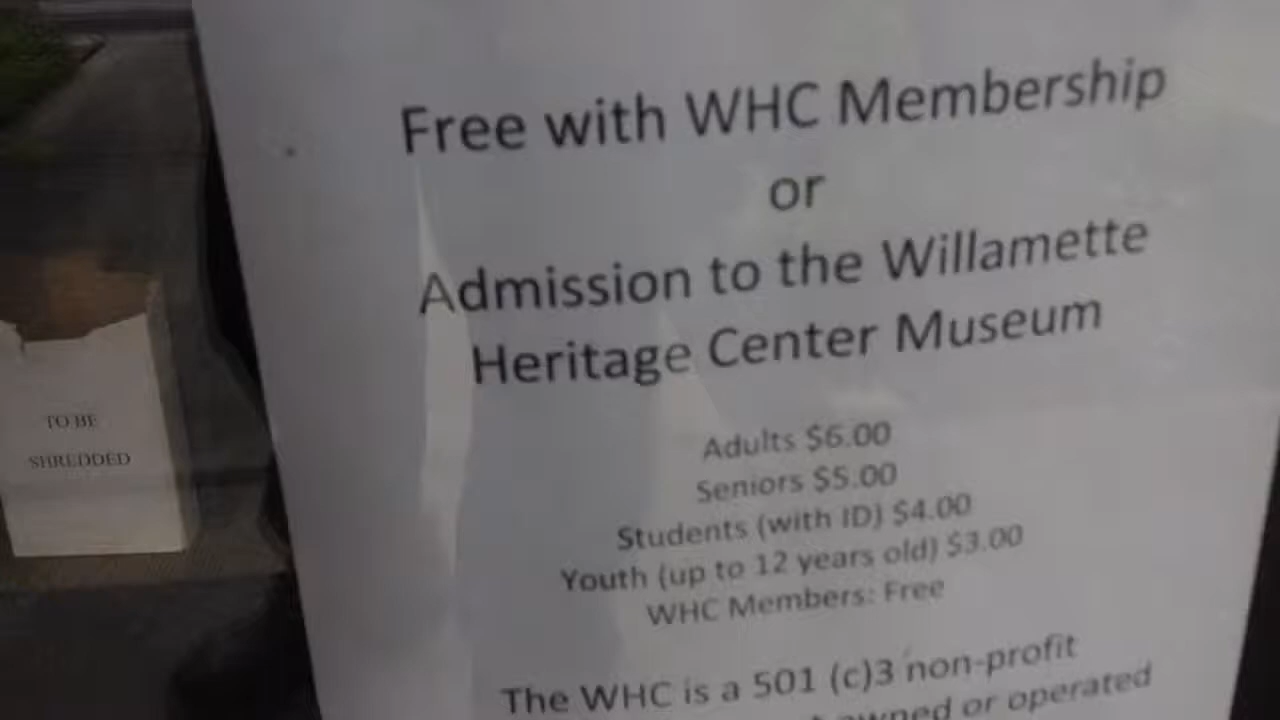 Free with WHC Membership
or
Admission to the Willamette
Heritage Center Museum
Adults $6.00
Seniors $5.00
Students (with ID) $4.00
Youth (up to 12 years old) $3.00
WHC Members: Free
The WHC is a 501 (c)3 non-profit
owned or operated
TO BE
SHREDDED